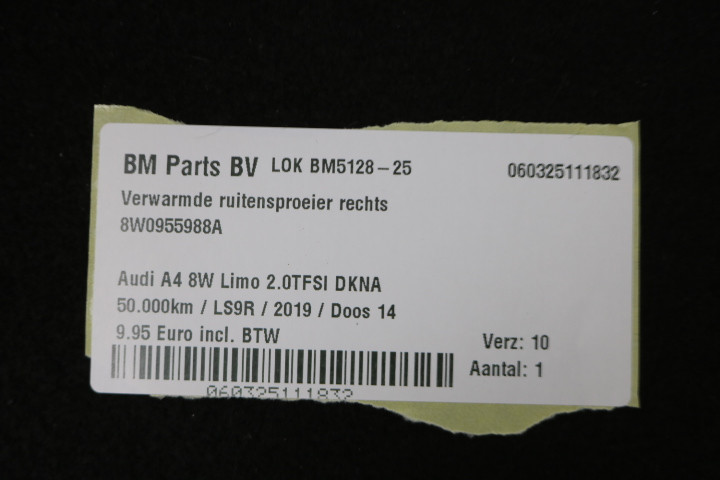 BM Parts BV LOK BM5128-25 060325111832
Verwarmde ruitensproeier rechts
8W0955988A
Audi A4 8W Limo 2.0TFSI DKNA
50.000km / LS9R / 2019 / Doos 14
9.95 Euro incl. BTW
Verz: 10
Aantal: 1
060325111832